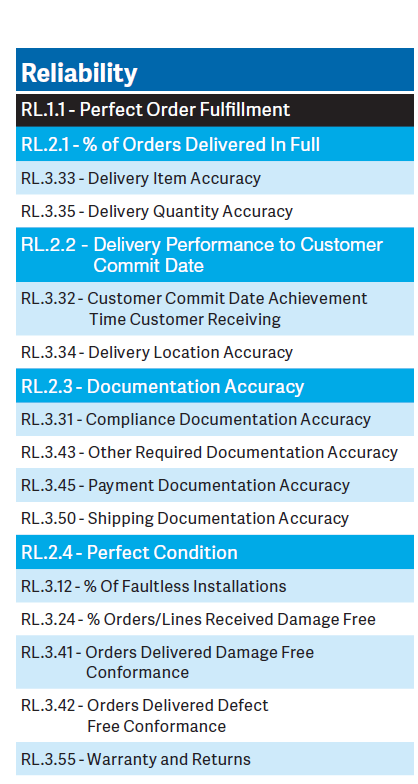 Reliability
RL.1.1 - Perfect Order Fulfillment
RL.2.1 - % of Orders Delivered In Full
RL.3.33 - Delivery Item Accuracy
RL.3.35 - Delivery Quantity Accuracy
RL.2.2 - Delivery Performance to Customer
Commit Date
RL.3.32 - Customer Commit Date Achievement
Time Customer Receiving
RL.3.34 - Delivery Location Accuracy
RL.2.3 - Documentation Accuracy
RL.3.31 - Compliance Documentation Accuracy
RL.3.43 - Other Required Documentation Accuracy
RL.3.45 - Payment Documentation Accuracy
RL.3.50 - Shipping Documentation Accuracy
RL.2.4 - Perfect Condition
RL.3.12 - % Of Faultless Installations
RL.3.24 - % Orders/Lines Received Damage Free
RL.3.41 - Orders Delivered Damage Free
Conformance
RL.3.42 - Orders Delivered Defect
Free Conformance
RL.3.55 - Warranty and Returns